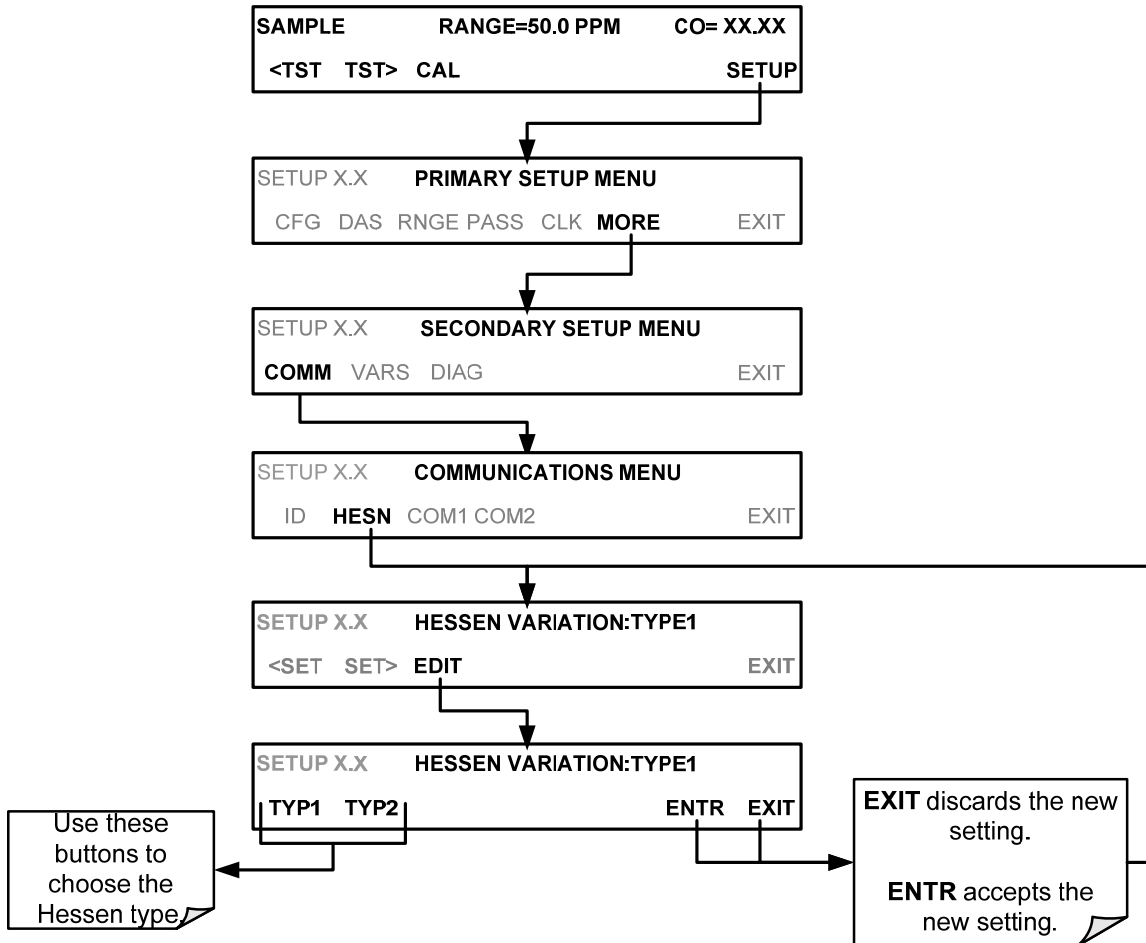 SAMPLE RANGE=50.0 PPM CO= XX.XX
<TST TST> CAL SETUP
SETUP X.X PRIMARY SETUP MENU
CFG DAS RNGE PASS CLK MORE EXIT
SETUP X.X SECONDARY SETUP MENU
COMM VARS DIAG EXIT
SETUP X.X COMMUNICATIONS MENU
ID HESN COM1 COM2 EXIT
SETUP X.X HESSEN VARIATION:TYPE1
<SET SET> EDIT EXIT
SETUP X.X HESSEN VARIATION:TYPE1
TYP1 TYP2 ENTR EXIT
Use these
buttons to
choose the
Hessen type.
EXIT discards the new
setting.
ENTR accepts the
new setting.